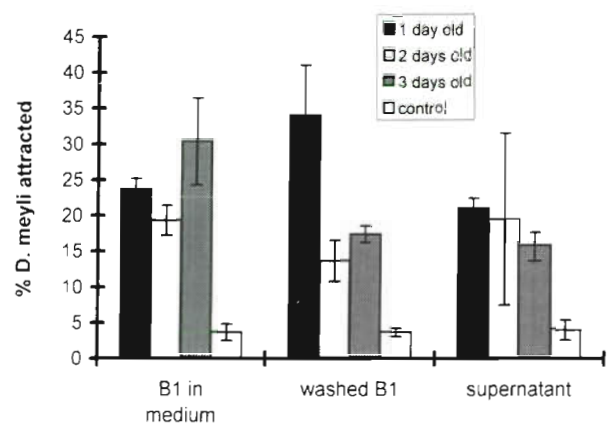 1 day old
2 days old
3 days old
control
% D. meyli attracted
45
40
35
30
25
20
15
10
5
0
B1 in
medium
washed B1
supernatant